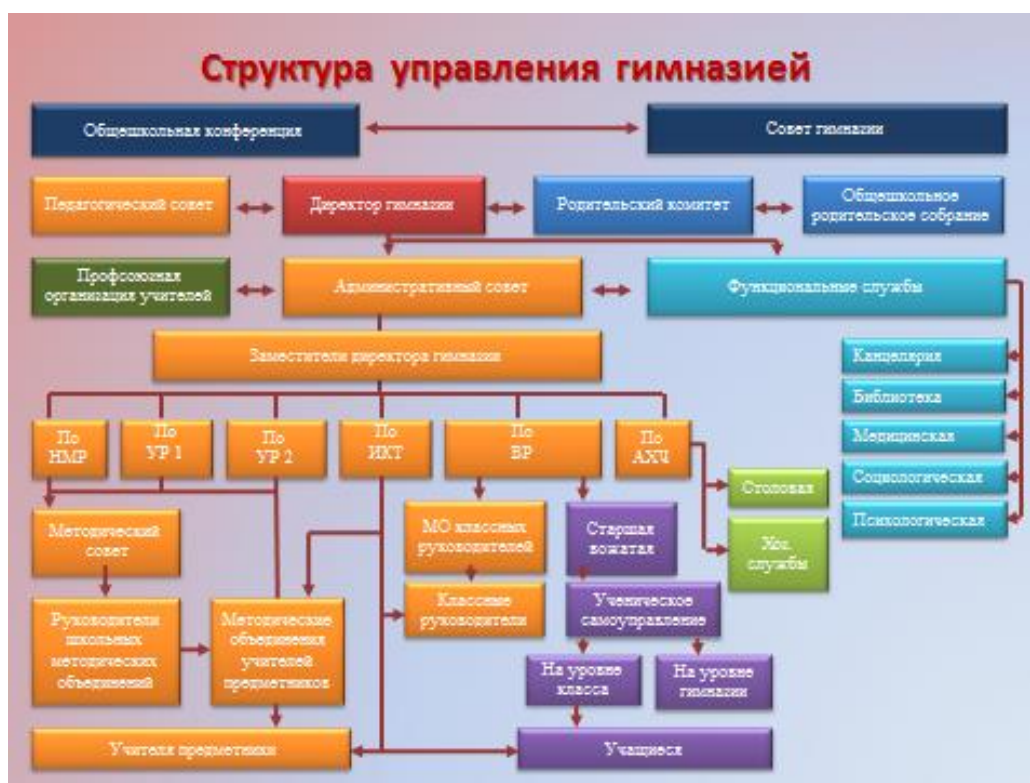 Структура управления гимназией
Общешкольная конференция
Совет гимназии
Педагогический совет
Директор гимназии
Родительский комитет
Общешкольное
родительское собрание
Профсоюзная
организация учителей
Административный совет
Функциональные службы
Заместители директора гимназии
Канцелярия
Библиотека
Медицинская
Социологическая
Психологическая
По
НМР
По
УР 1
По
УР 2
По
ИКТ
По
ВР
По
АХЧ
Столовая
Хоз.
службы
Методический
совет
МО классных
руководителей
Старшая
вожатая
Руководители
школьных
методических
объединений
Методические
объединения
учителей
предметников
Классные
руководители
Ученическое
самоуправление
На уровне
класса
На уровне
гимназии
Учителя предметники
Учащиеся